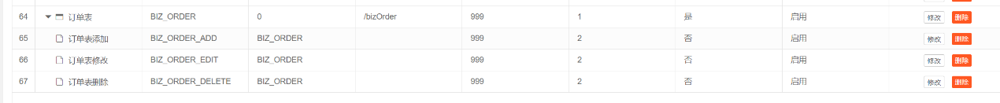 64 订单表 BIZ_ORDER 0 /bizOrder 999 1 是 启用 修改 删除
65 订单表添加 BIZ_ORDER_ADD BIZ_ORDER 999 2 否 启用 修改 删除
66 订单表修改 BIZ_ORDER_EDIT BIZ_ORDER 999 2 否 启用 修改 删除
67 订单表删除 BIZ_ORDER_DELETE BIZ_ORDER 999 2 否 启用 修改 删除